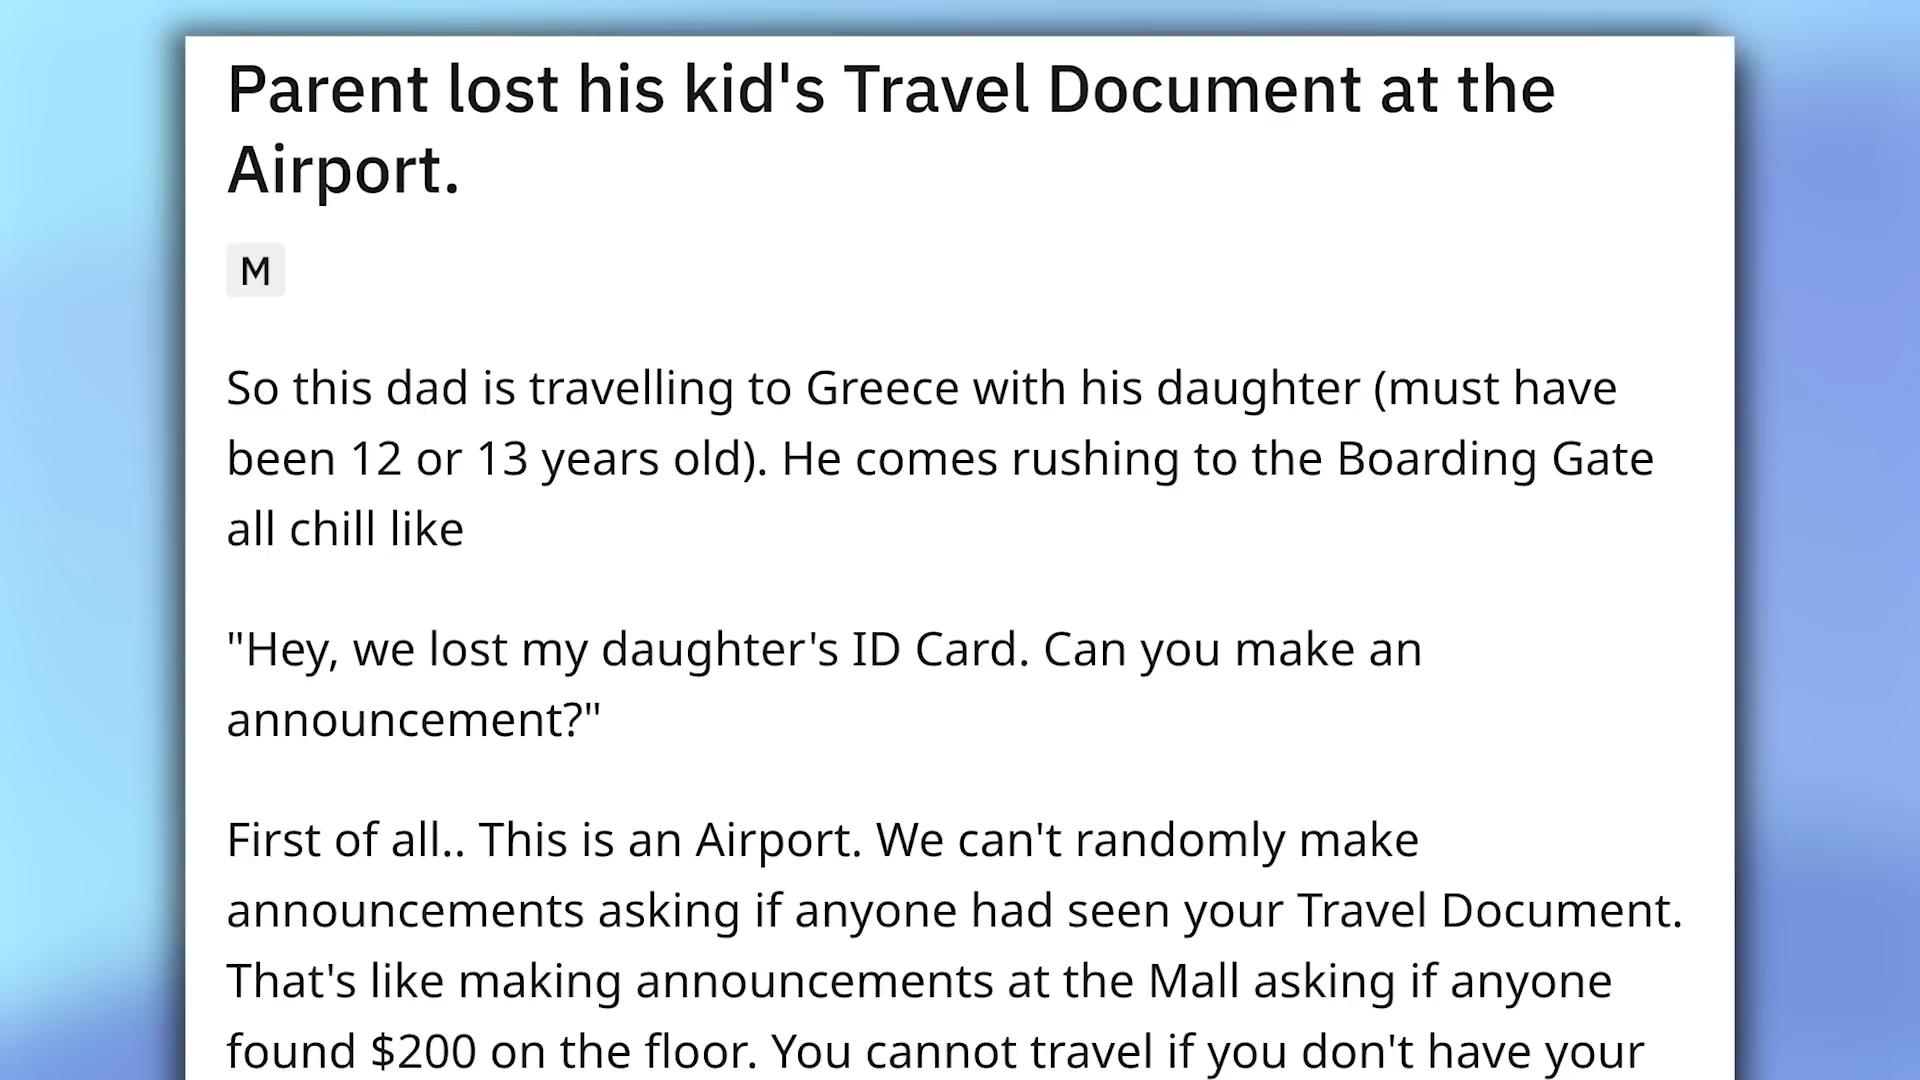 Parent lost his kid's Travel Document at the
Airport.
M
So this dad is travelling to Greece with his daughter (must have
been 12 or 13 years old). He comes rushing to the Boarding Gate
all chill like
"Hey, we lost my daughter's ID Card. Can you make an
announcement?"
First of all.. This is an Airport. We can't randomly make
announcements asking if anyone had seen your Travel Document.
That's like making announcements at the Mall asking if anyone
found $200 on the floor. You cannot travel if you don't have your